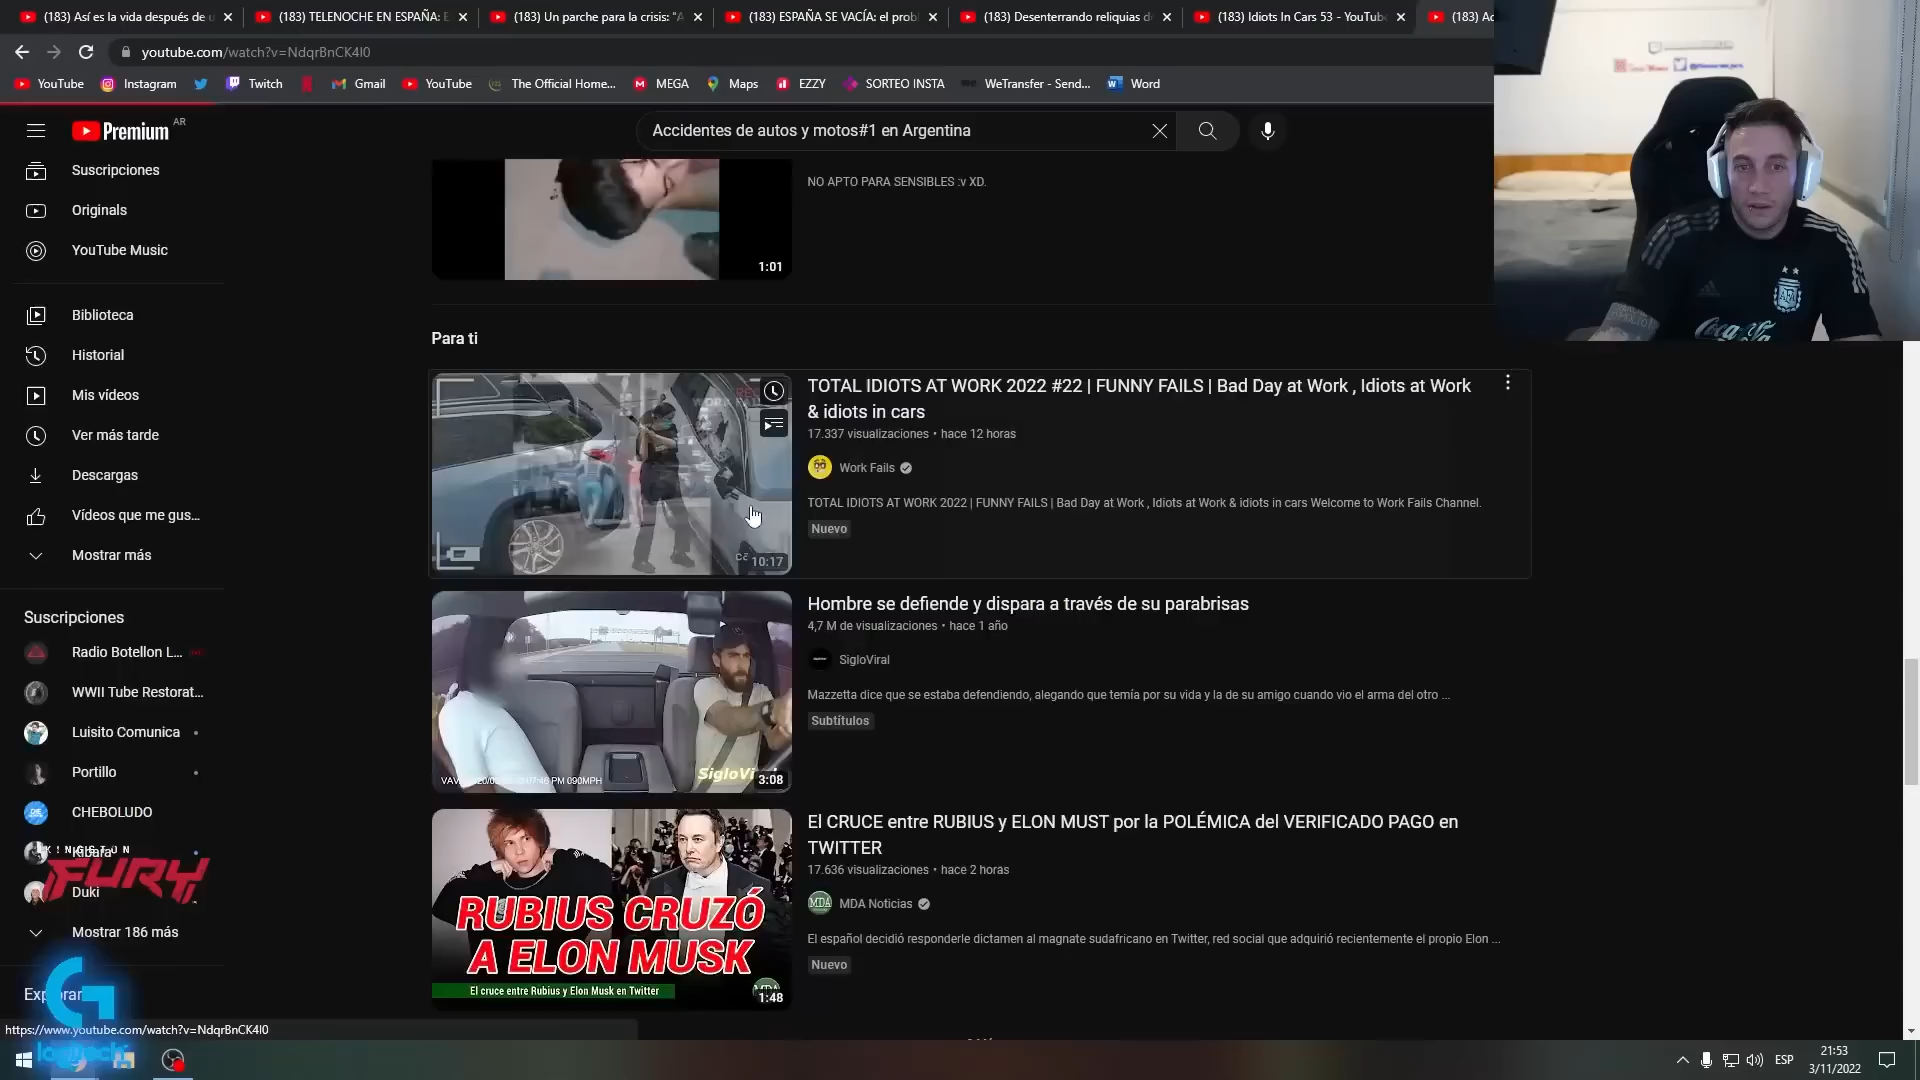 (183) Así es la vida después de u
(183) TELENOCHE EN ESPAÑA: E
(183) Un parche para la crisis: "A
(183) ESPAÑA SE VACÍA: el prob
(183) Desenterrando reliquias d
(183) Idiots In Cars 53 - YouTube
(183) Ac
youtube.com/watch?v=NdqrBnCK4I0
YouTube
Instagram
Twitch
Gmail
YouTube
The Official Home...
MEGA
Maps
EZZY
SORTEO INSTA
WeTransfer - Send...
Word
Premium AR
Accidentes de autos y motos#1 en Argentina
Suscripciones
Originals
YouTube Music
Biblioteca
Historial
Mis vídeos
Ver más tarde
Descargas
Vídeos que me gus...
Mostrar más
Suscripciones
Radio Botellon L...
WWII Tube Restorat...
Luisito Comunica
Portillo
CHEBOLUDO
KINGSTON
FURY
Duki
Mostrar 186 más
Explorar
logitech
NO APTO PARA SENSIBLES :v XD.
1:01
Para ti
TOTAL IDIOTS AT WORK 2022 #22 | FUNNY FAILS | Bad Day at Work , Idiots at Work
& idiots in cars
17.337 visualizaciones • hace 12 horas
Work Fails
TOTAL IDIOTS AT WORK 2022 | FUNNY FAILS | Bad Day at Work , Idiots at Work & idiots in cars Welcome to Work Fails Channel.
Nuevo
10:17
Hombre se defiende y dispara a través de su parabrisas
4,7 M de visualizaciones • hace 1 año
SigloViral
Mazzetta dice que se estaba defendiendo, alegando que temía por su vida y la de su amigo cuando vio el arma del otro ...
Subtítulos
SigloVi
3:08
El CRUCE entre RUBIUS y ELON MUST por la POLÉMICA del VERIFICADO PAGO en
TWITTER
17.636 visualizaciones • hace 2 horas
MDA Noticias
El español decidió responderle dictamen al magnate sudafricano en Twitter, red social que adquirió recientemente el propio Elon ...
Nuevo
RUBIUS CRUZÓ
A ELON MUSK
El cruce entre Rubius y Elon Musk en Twitter
1:48
https://www.youtube.com/watch?v=NdqrBnCK4I0
Coca-Cola
AFA
ESP
21:53
3/11/2022